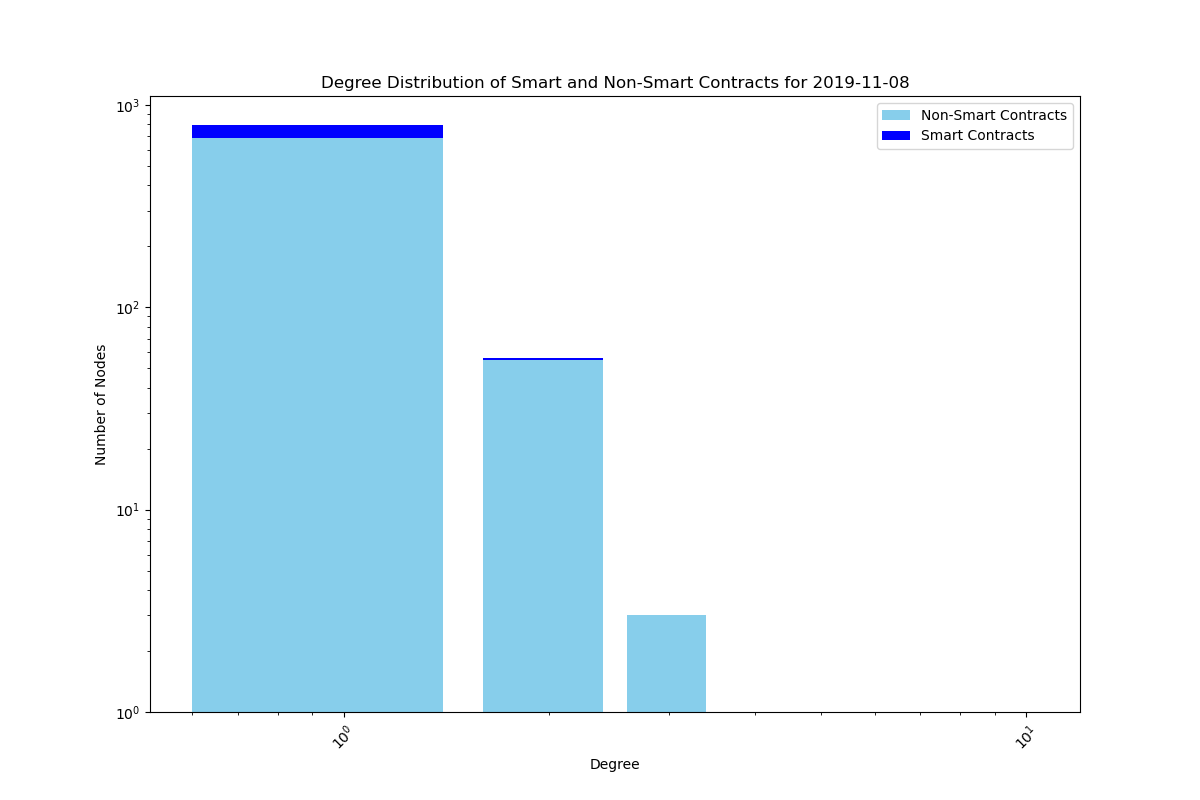 Degree Distribution of Smart and Non-Smart Contracts for 2019-11-08
Non-Smart Contracts
Smart Contracts
Number of Nodes
10³
10²
10¹
10⁰
10⁰
10¹
Degree